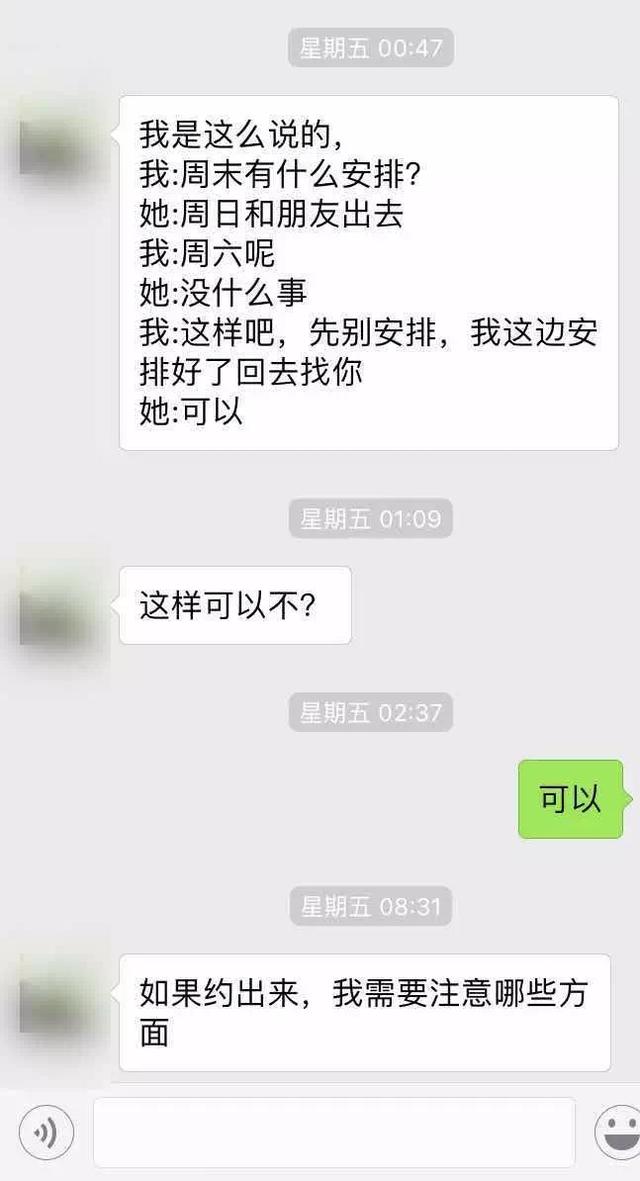 星期五 00:47
我是这么说的，
我:周末有什么安排?
她:周日和朋友出去
我:周六呢
她:没什么事
我:这样吧，先别安排，我这边安
排好了回去找你
她:可以
星期五 01:09
这样可以不?
星期五 02:37
可以
星期五 08:31
如果约出来，我需要注意哪些方
面